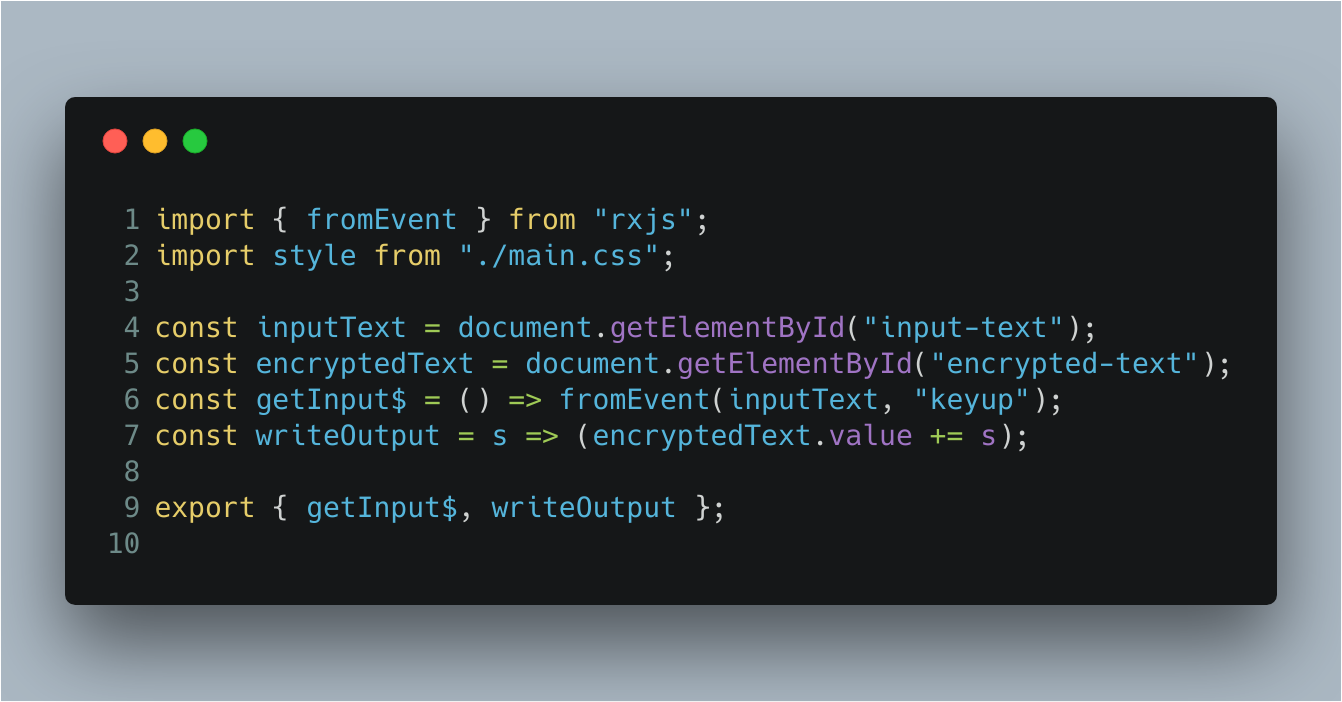 1 import { fromEvent } from "rxjs";
2 import style from "./main.css";
3
4 const inputText = document.getElementById("input-text");
5 const encryptedText = document.getElementById("encrypted-text");
6 const getInput$ = () => fromEvent(inputText, "keyup");
7 const writeOutput = s => (encryptedText.value += s);
8
9 export { getInput$, writeOutput };
10